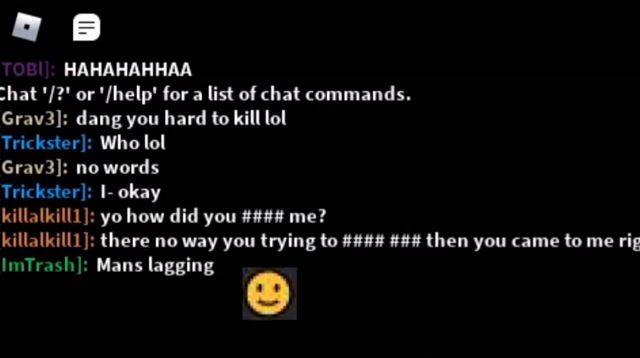 TOBI]: HAHAHAHHAA
Chat '/?' or '/help' for a list of chat commands.
[Grav3]: dang you hard to kill lol
[Trickster]: Who lol
[Grav3]: no words
[Trickster]: I- okay
[killalkill1]: yo how did you #### me?
[killalkill1]: there no way you trying to #### ### then you came to me rig
[ImTrash]: Mans lagging